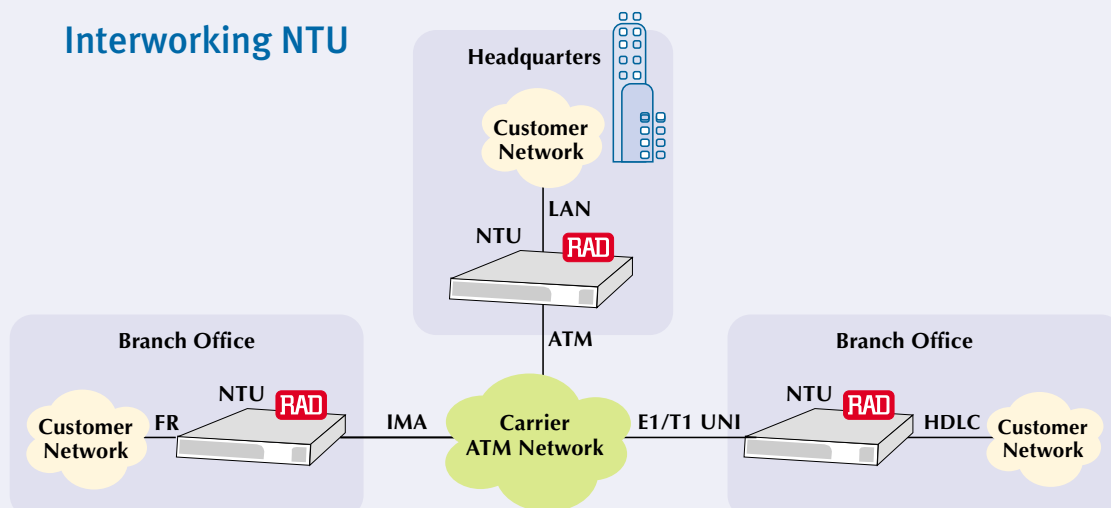 Interworking NTU
Headquarters
Customer
Network
LAN
NTU
RAD
ATM
Branch Office
NTU
RAD
Customer
Network
FR
IMA
Carrier
ATM Network
E1/T1 UNI
Branch Office
NTU
RAD
HDLC
Customer
Network